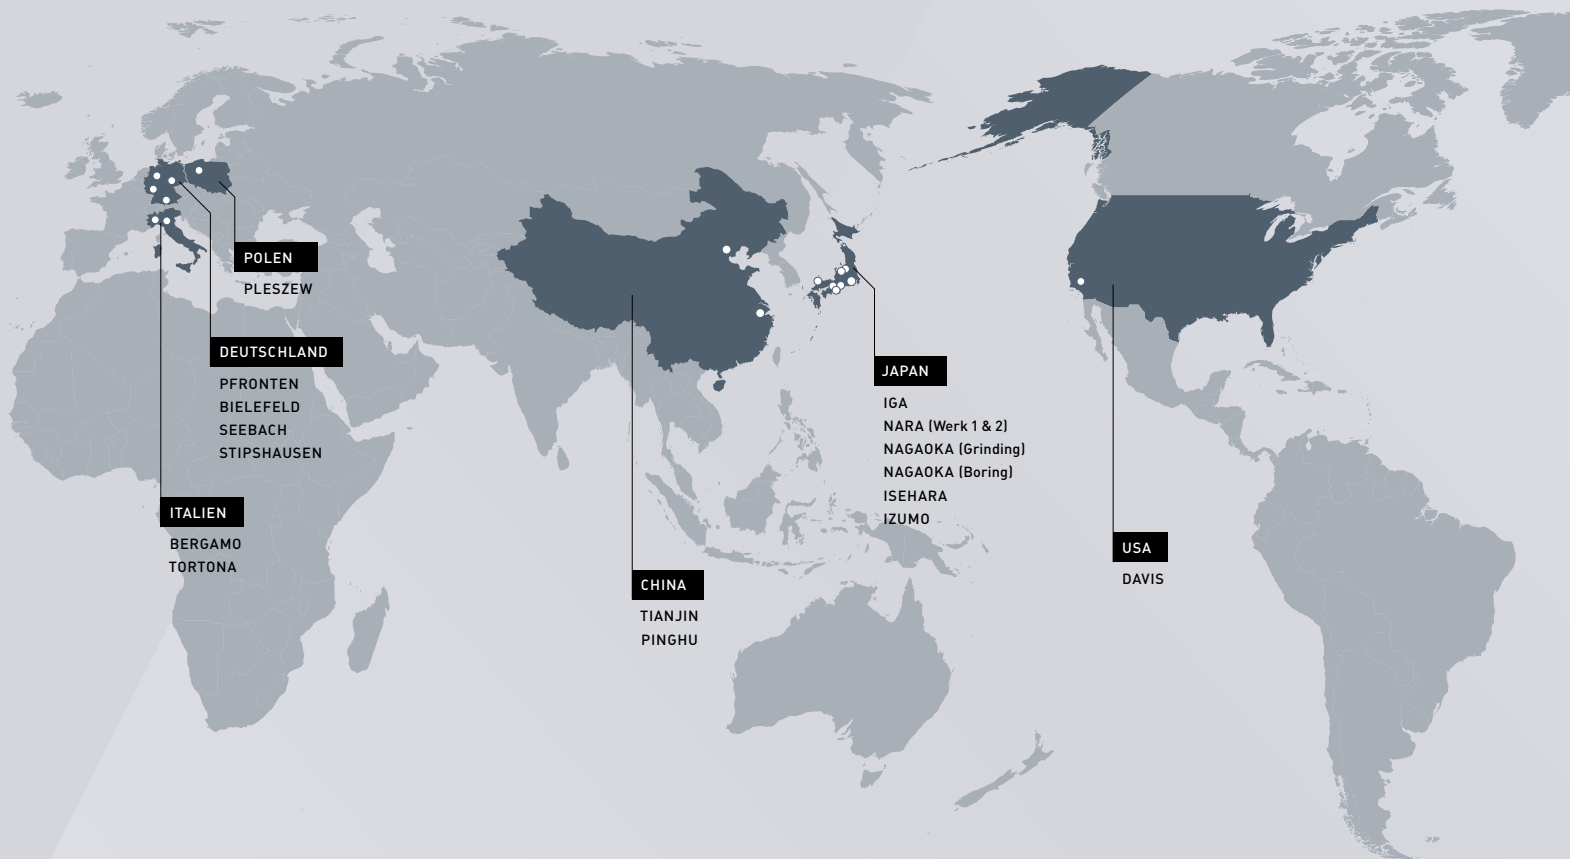 POLEN
PLESZEW
DEUTSCHLAND
PFRONTEN
BIELEFELD
SEEBACH
STIPSHAUSEN
ITALIEN
BERGAMO
TORTONA
CHINA
TIANJIN
PINGHU
JAPAN
IGA
NARA (Werk 1 & 2)
NAGAOKA (Grinding)
NAGAOKA (Boring)
ISEHARA
IZUMO
USA
DAVIS